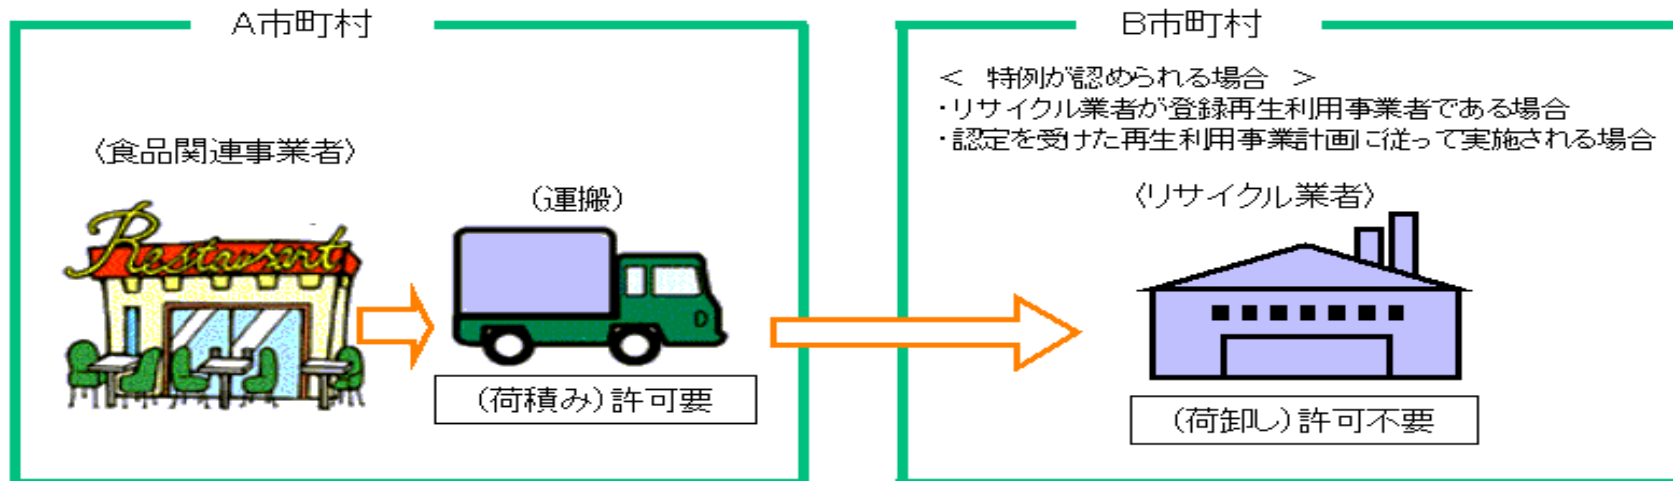 A市町村
〈食品関連事業者〉
Restaurant
(運搬)
(荷積み)許可要
B市町村
< 特例が認められる場合 >
・リサイクル業者が登録再生利用事業者である場合
・認定を受けた再生利用事業計画に従って実施される場合
〈リサイクル業者〉
(荷卸し)許可不要